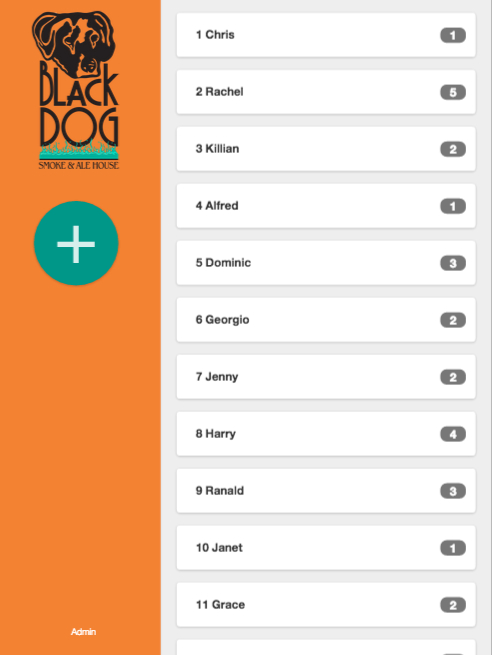 BLACK
DOG
SMOKE & ALE HOUSE
Admin
1 Chris 1
2 Rachel 5
3 Killian 2
4 Alfred 1
5 Dominic 3
6 Georgio 2
7 Jenny 2
8 Harry 4
9 Ranald 3
10 Janet 1
11 Grace 2